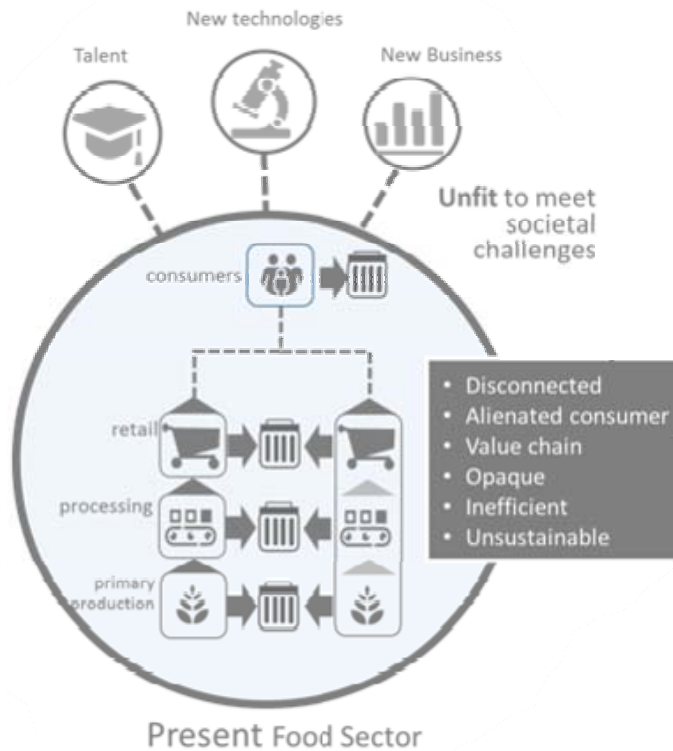 New technologies
Talent
New Business
Unfit to meet
societal
challenges
consumers
• Disconnected
• Alienated consumer
• Value chain
• Opaque
• Inefficient
• Unsustainable
retail
processing
primary
production
Present Food Sector